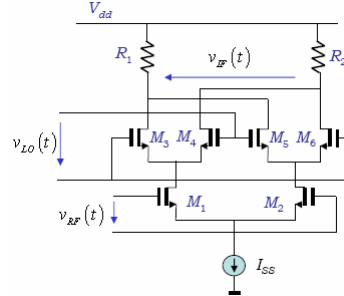 V_dd
R_1 v_IF(t) R_2
v_LO(t) M_3 M_4 M_5 M_6
v_RF(t) M_1 M_2
I_SS